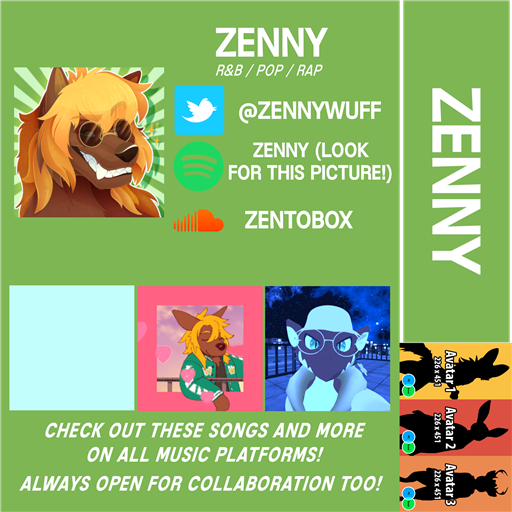 ZENNY
R&B / POP / RAP
@ZENNYWUFF
ZENNY (LOOK
FOR THIS PICTURE!)
ZENTOBOX
CHECK OUT THESE SONGS AND MORE
ON ALL MUSIC PLATFORMS!
ALWAYS OPEN FOR COLLABORATION TOO!
ZENNY
Avatar 1
226 x 451
Avatar 2
226 x 451
Avatar 3
226 x 451